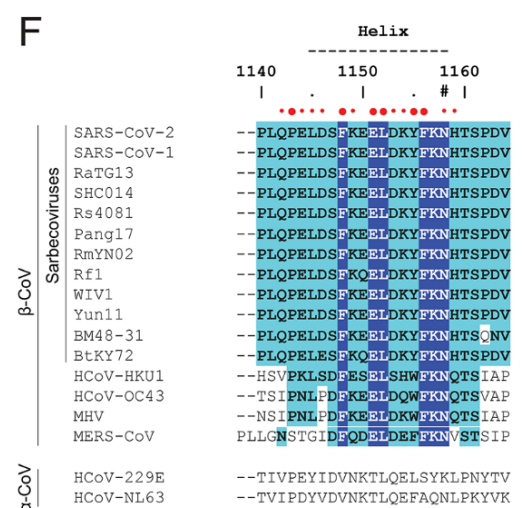 F
Helix
1140 1150 1160
. . #
β-CoV
Sarbecoviruses
SARS-CoV-2 --PLQPELDSFKEELDKYFKNHTSPDV
SARS-CoV-1 --PLQPELDSFKEELDKYFKNHTSPDV
RaTG13 --PLQPELDSFKEELDKYFKNHTSPDV
SHC014 --PLQPELDSFKEELDKYFKNHTSPDV
Rs4081 --PLQPELDSFKEELDKYFKNHTSPDV
Pang17 --PLQPELDSFKEELDKYFKNHTSPDV
RmYN02 --PLQPELDSFKEELDKYFKNHTSPDV
Rf1 --PLQPELDSFKQELDKYFKNHTSPDV
WIV1 --PLQPELDSFKEELDKYFKNHTSPDV
Yun11 --PLQPELDSFKEELDKYFKNHTSPDV
BM48-31 --PLQPELDSFKEELDKYFKNHTSQNV
BtKY72 --PLQPELESFKQELDKYFKNHTSPDV
HCoV-HKU1 --HSVPKLSDFESELSHWFKNQTSIAP
HCoV-OC43 --TSIPNLPDFKEELDQWFKNQTSVAP
MHV --NSIPNLSDFKEELDKWFKNQTSIAP
MERS-CoV PLLGNSTGIDFQDELDEFFKNVSTSIP
α-CoV
HCoV-229E --TIVPEYIDVNKTLQELSYKLPNYTV
HCoV-NL63 --TVIPDYVDVNKTLQEFAQNLPKYVK